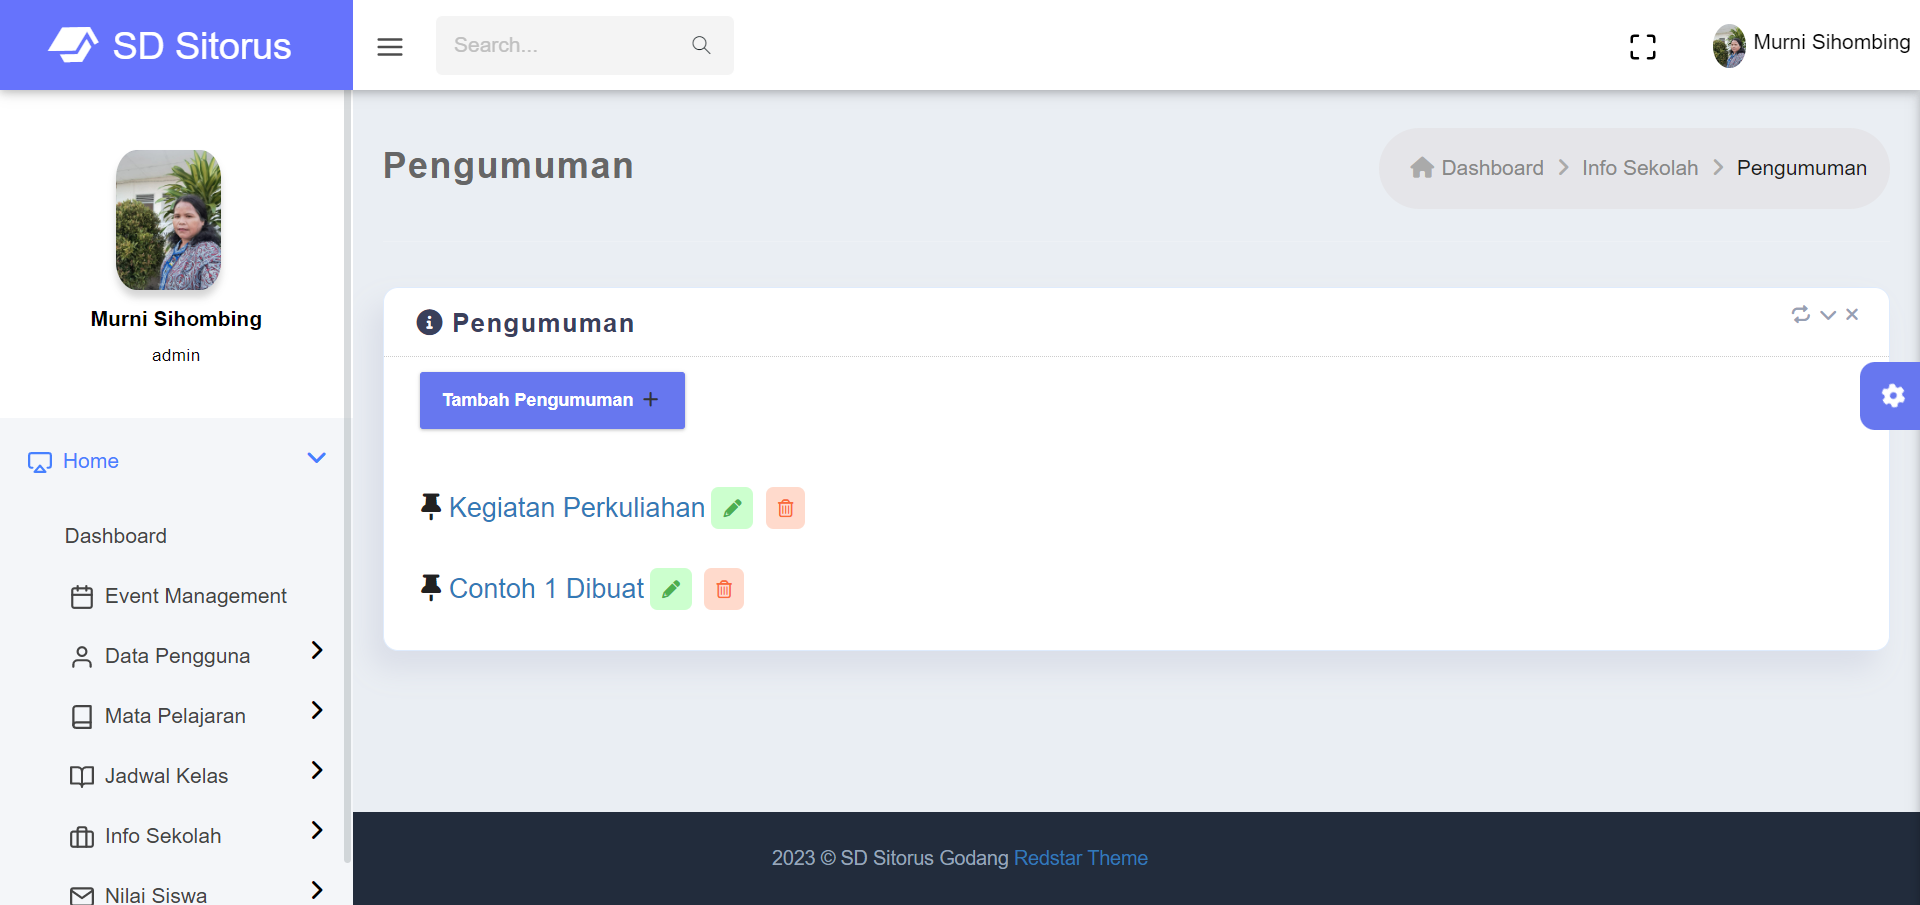 SD Sitorus
Search...
Murni Sihombing
Murni Sihombing
admin
Home
Dashboard
Event Management
Data Pengguna
Mata Pelajaran
Jadwal Kelas
Info Sekolah
Nilai Siswa
Pengumuman
Dashboard
Info Sekolah
Pengumuman
Pengumuman
Tambah Pengumuman
Kegiatan Perkuliahan
Contoh 1 Dibuat
2023 © SD Sitorus Godang Redstar Theme